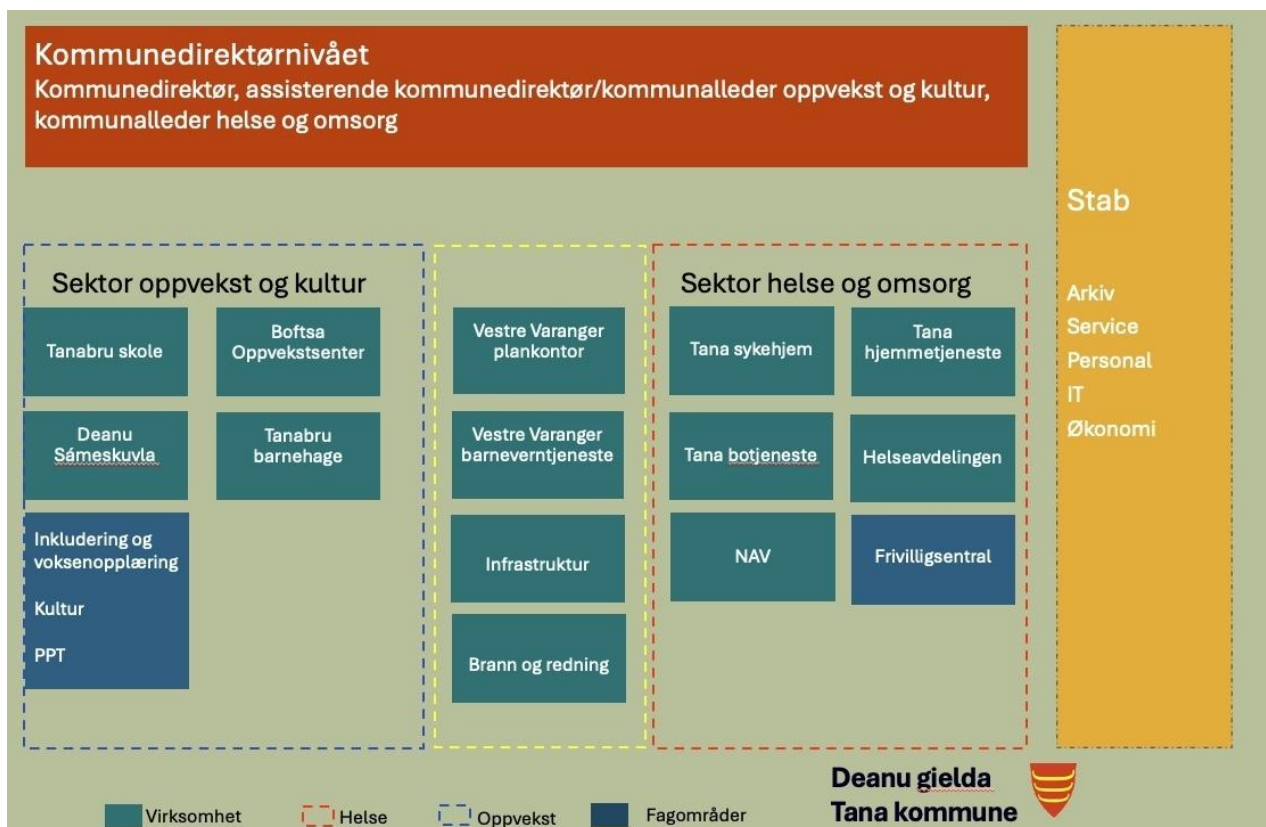 Kommunedirektørnivået
Kommunedirektør, assisterende kommunedirektør/kommunalleder oppvekst og kultur,
kommunalleder helse og omsorg
Stab
Arkiv
Service
Personal
IT
Økonomi
Sektor oppvekst og kultur
Tanabru skole
Boftsa
Oppvekstsenter
Deanu
Sámeskuvla
Tanabru
barnehage
Inkludering og
voksenopplæring
Kultur
PPT
Vestre Varanger
plankontor
Vestre Varanger
barneverntjeneste
Infrastruktur
Brann og redning
Sektor helse og omsorg
Tana sykehjem
Tana
hjemmetjeneste
Tana botjeneste
Helseavdelingen
NAV
Frivilligsentral
Virksomhet
Helse
Oppvekst
Fagområder
Deanu gielda
Tana kommune